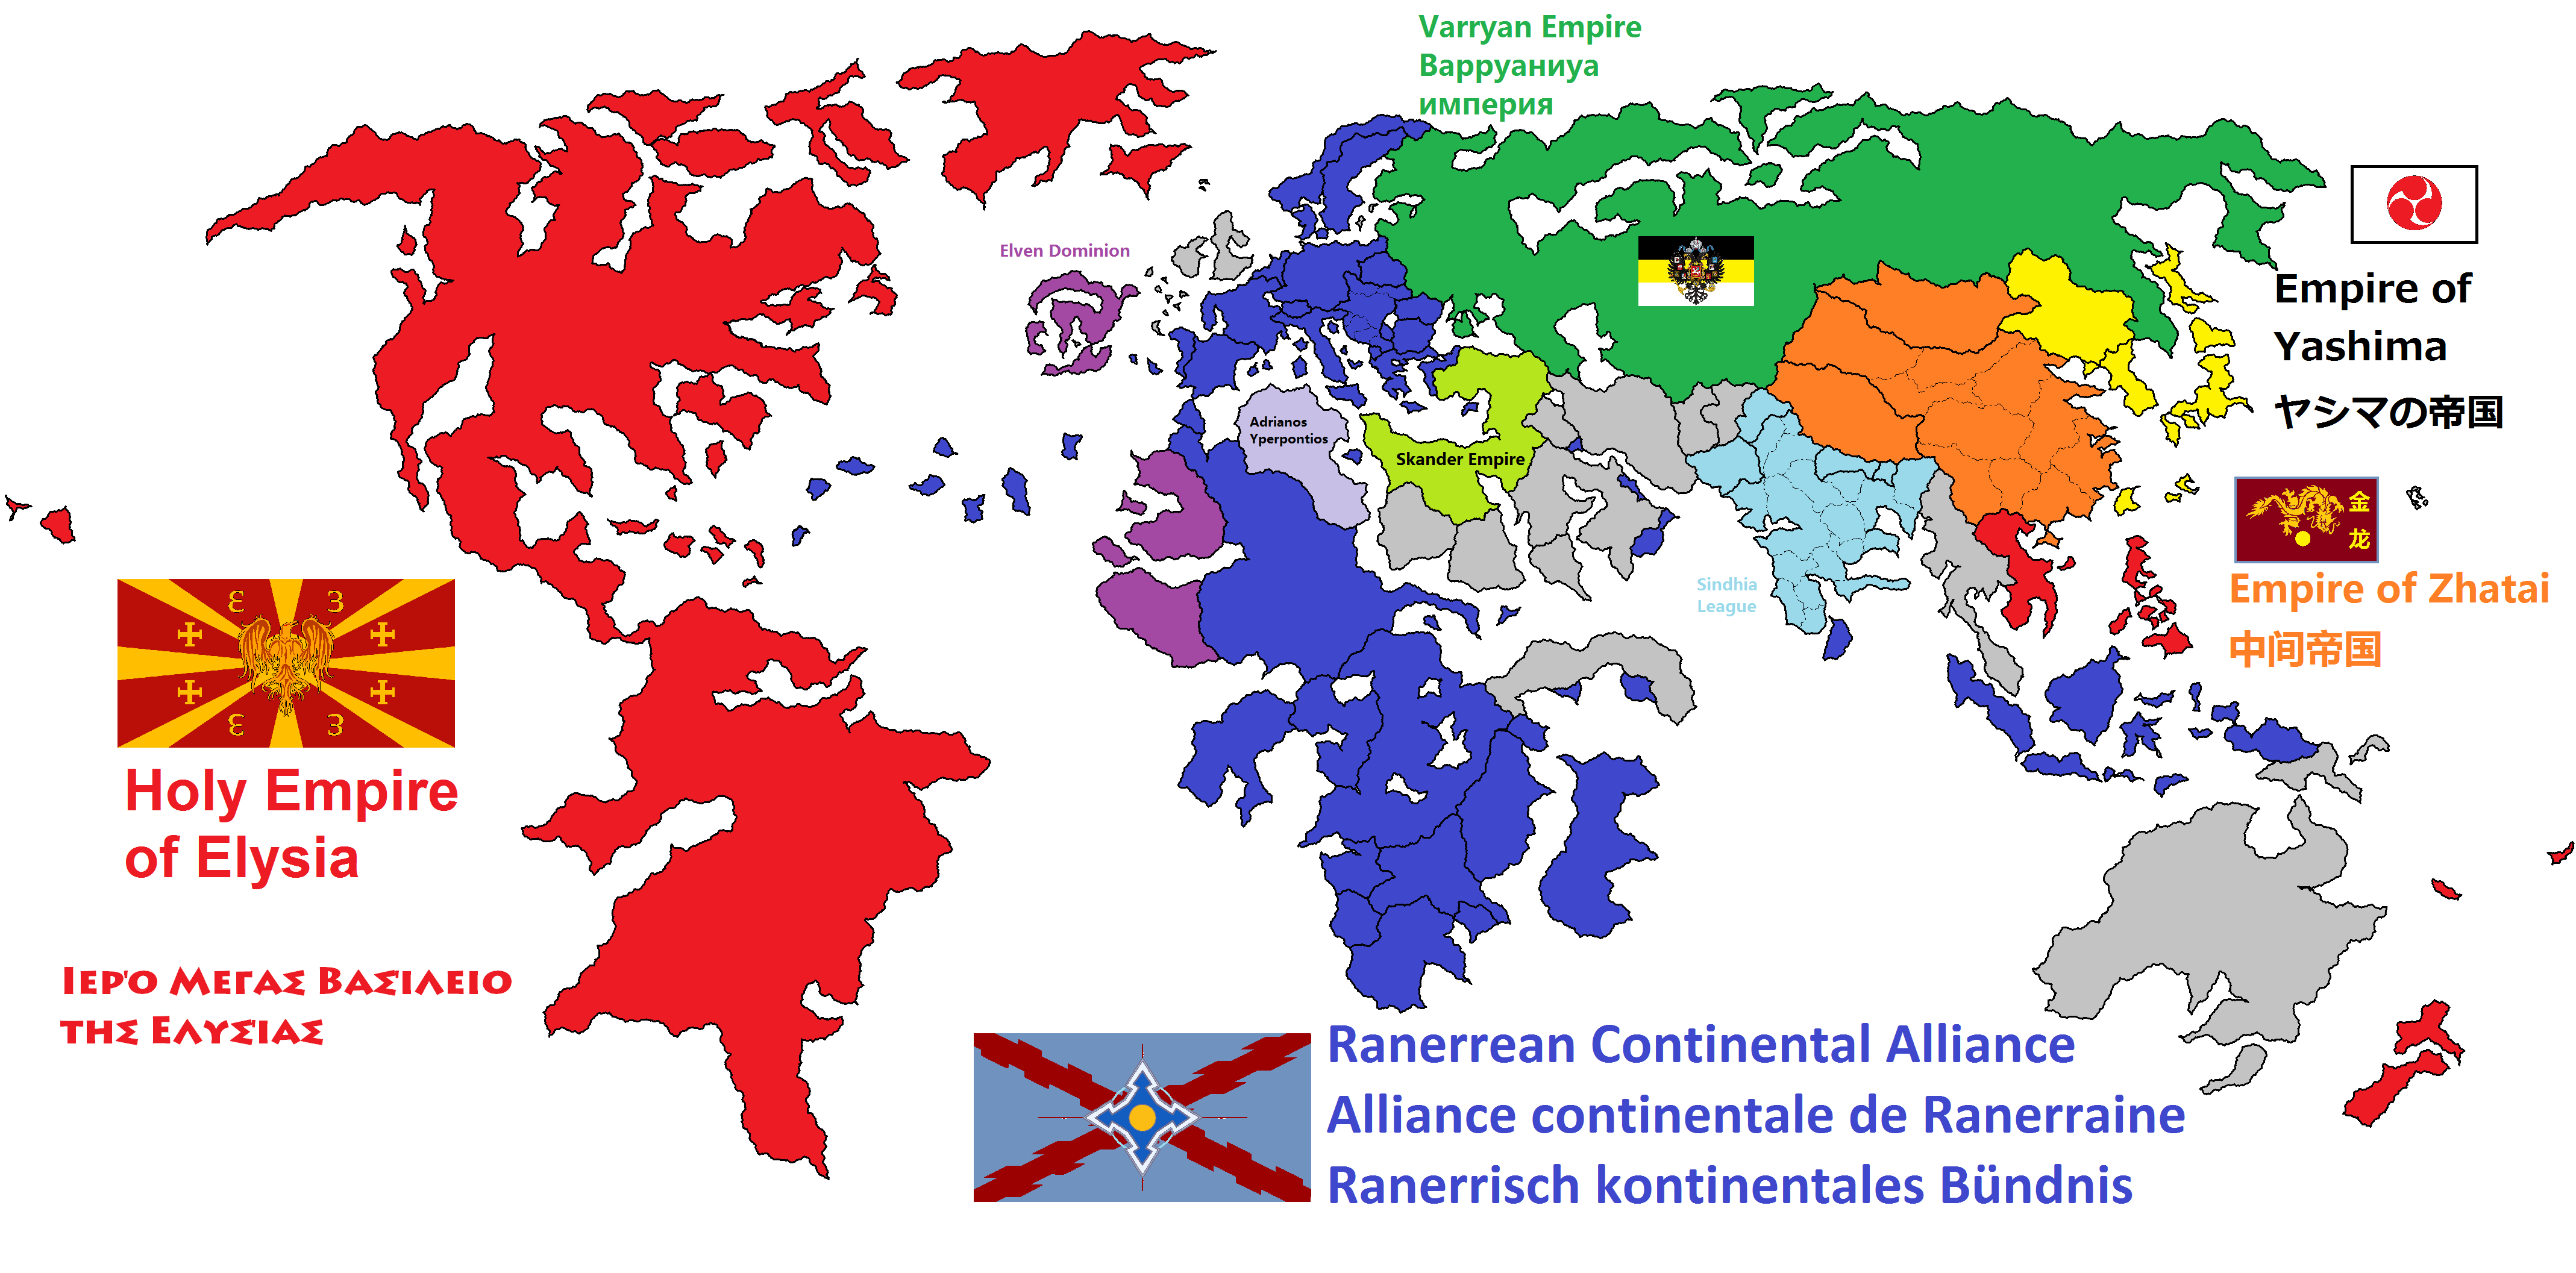 Varryan Empire
Варруаниуа
империя
Elven Dominion
Empire of
Yashima
ヤシマの帝国
Adrianos
Yperpontios
Skander Empire
金
龙
Sindhia
League
Empire of Zhatai
中间帝国
Holy Empire
of Elysia
Ιερό Μεγας Βασίλειο
της Ελυσίας
Ranerrean Continental Alliance
Alliance continentale de Ranerraine
Ranerrisch kontinentales Bündnis